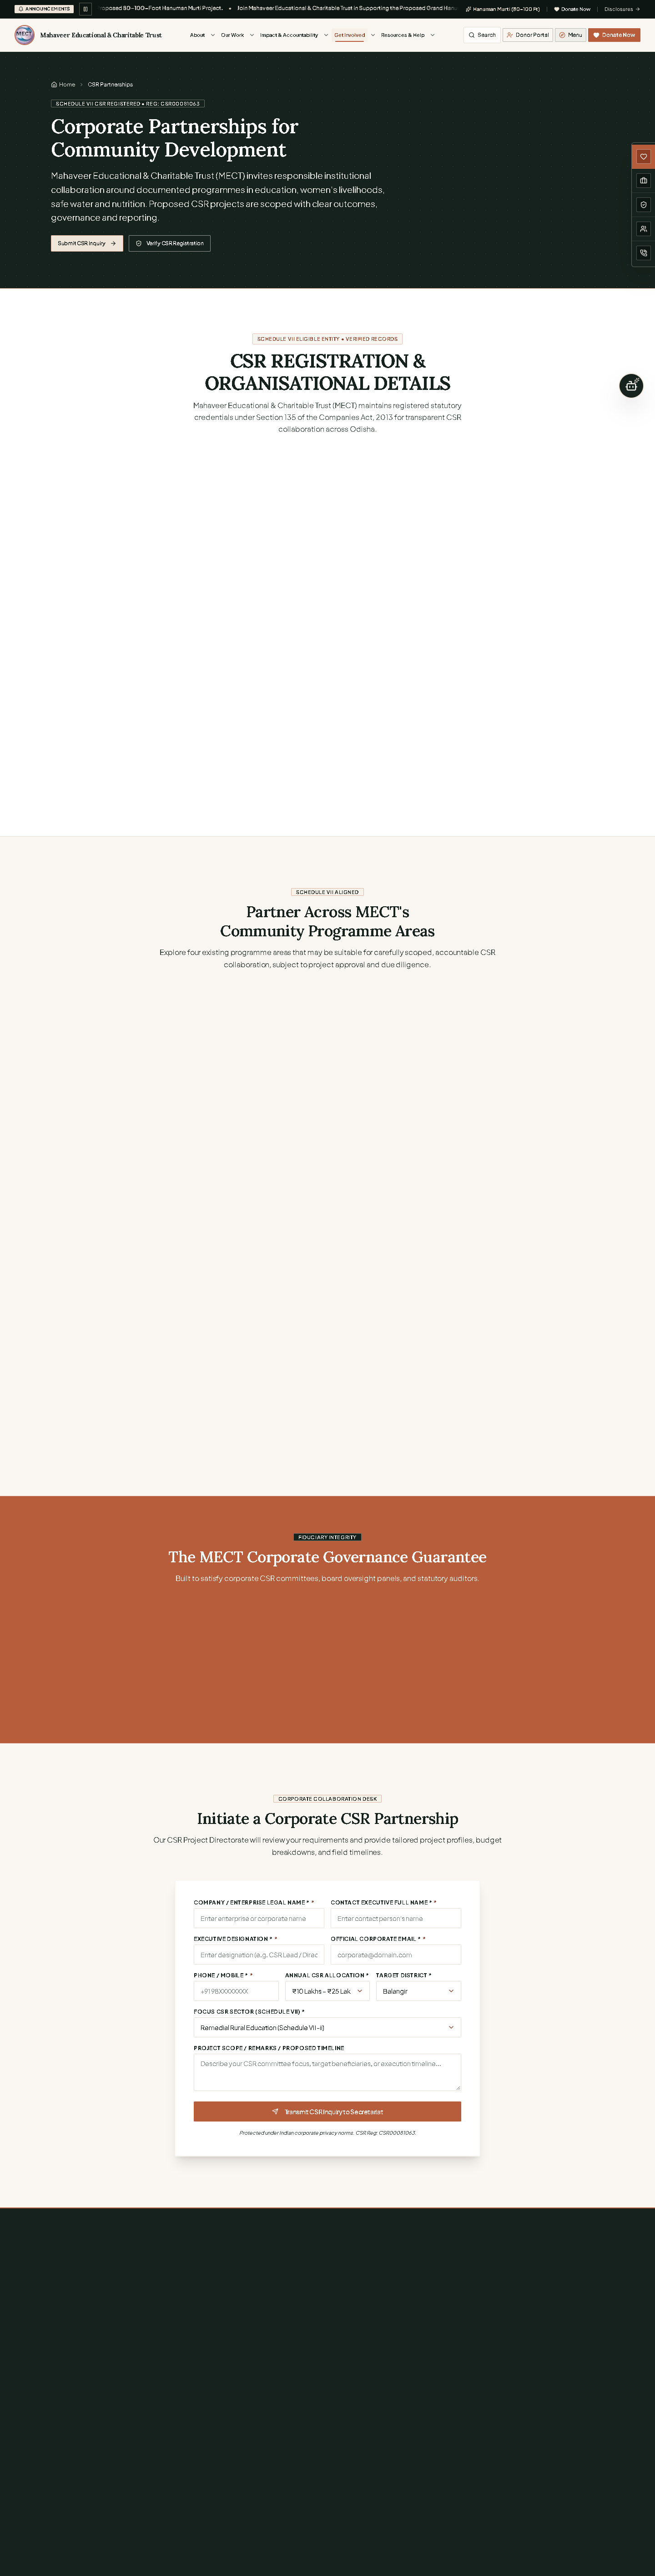 ANNOUNCEMENTS
oposed 80–100-Foot Hanuman Murti Project. • Join Mahaveer Educational & Charitable Trust in Supporting the Proposed Grand Hanu
Hanuman Murti (80–100 Ft)
Donate Now
Disclosures
MECT
Mahaveer Educational & Charitable Trust
About
Our Work
Impact & Accountability
Get Involved
Resources & Help
Search
Donor Portal
Menu
Donate Now
Home › CSR Partnerships
SCHEDULE VII CSR REGISTERED • REG: CSR00081063
Corporate Partnerships for
Community Development
Mahaveer Educational & Charitable Trust (MECT) invites responsible institutional
collaboration around documented programmes in education, women's livelihoods,
safe water and nutrition. Proposed CSR projects are scoped with clear outcomes,
governance and reporting.
Submit CSR Inquiry
Verify CSR Registration
SCHEDULE VII ELIGIBLE ENTITY • VERIFIED RECORDS
CSR REGISTRATION &
ORGANISATIONAL DETAILS
Mahaveer Educational & Charitable Trust (MECT) maintains registered statutory
credentials under Section 135 of the Companies Act, 2013 for transparent CSR
collaboration across Odisha.
SCHEDULE VII ALIGNED
Partner Across MECT's
Community Programme Areas
Explore four existing programme areas that may be suitable for carefully scoped, accountable CSR
collaboration, subject to project approval and due diligence.
FIDUCIARY INTEGRITY
The MECT Corporate Governance Guarantee
Built to satisfy corporate CSR committees, board oversight panels, and statutory auditors.
CORPORATE COLLABORATION DESK
Initiate a Corporate CSR Partnership
Our CSR Project Directorate will review your requirements and provide tailored project profiles, budget
breakdowns, and field timelines.
COMPANY / ENTERPRISE LEGAL NAME * *
CONTACT EXECUTIVE FULL NAME * *
Enter enterprise or corporate name
Enter contact person's name
EXECUTIVE DESIGNATION * *
OFFICIAL CORPORATE EMAIL * *
Enter designation (e.g. CSR Lead / Direc
corporate@domain.com
PHONE / MOBILE * *
ANNUAL CSR ALLOCATION *
TARGET DISTRICT *
+9198XXXXXXXX
₹10 Lakhs – ₹25 Lak
Balangir
FOCUS CSR SECTOR (SCHEDULE VII) *
Remedial Rural Education (Schedule VII-ii)
PROJECT SCOPE / REMARKS / PROPOSED TIMELINE
Describe your CSR committee focus, target beneficiaries, or execution timeline...
Transmit CSR Inquiry to Secretariat
Protected under Indian corporate privacy norms. CSR Reg: CSR00081063.